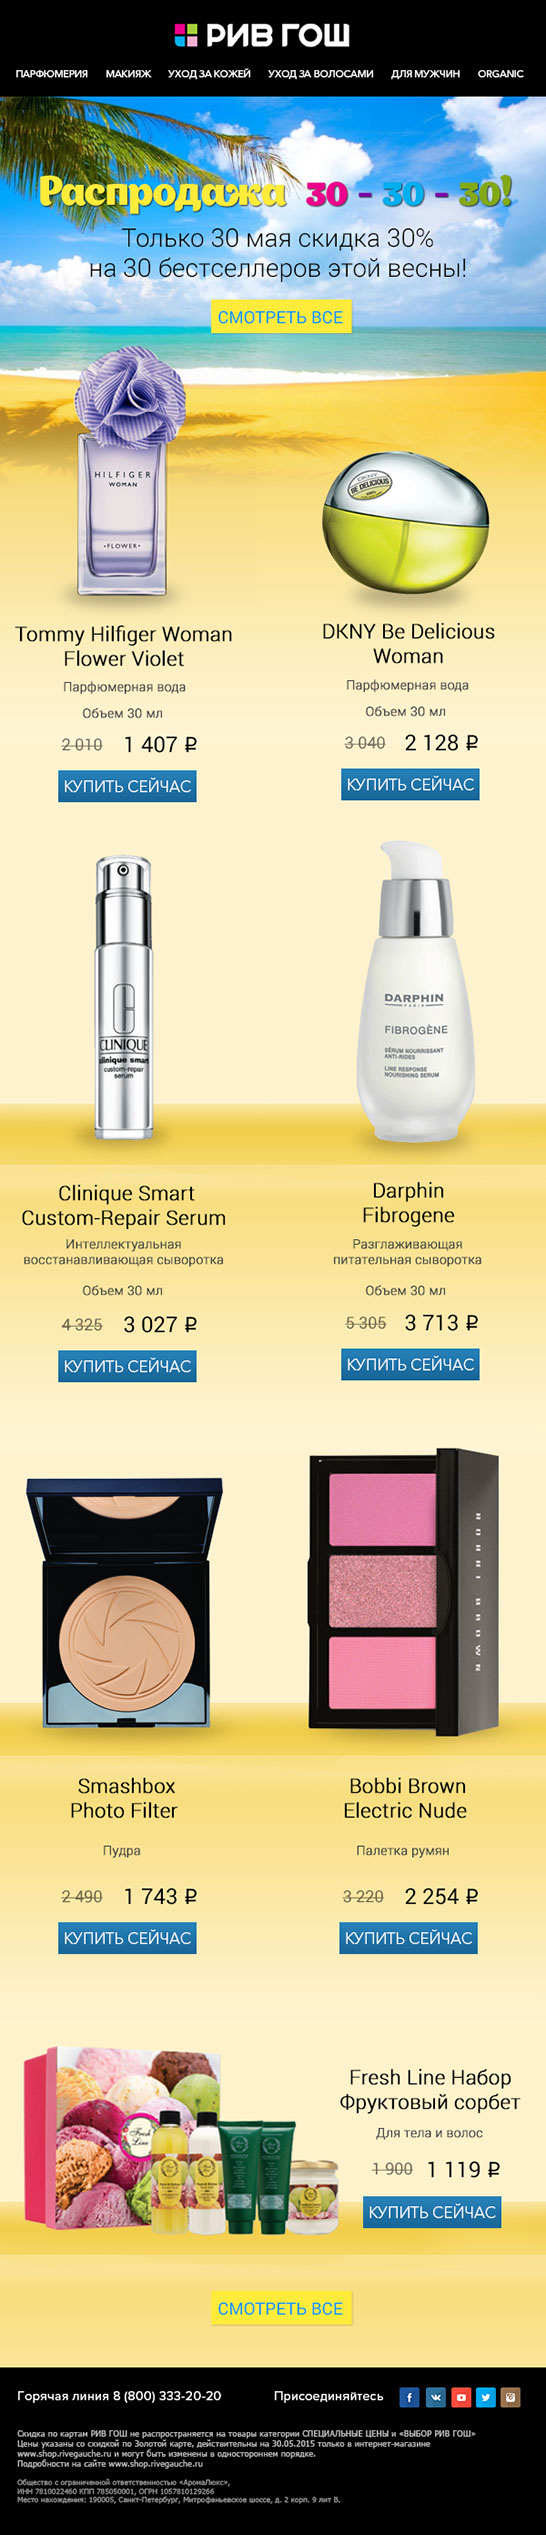 РИВ ГОШ
ПАРФЮМЕРИЯ МАКИЯЖ УХОД ЗА КОЖЕЙ УХОД ЗА ВОЛОСАМИ ДЛЯ МУЖЧИН ORGANIC
Распродажа 30 - 30 - 30!
Только 30 мая скидка 30%
на 30 бестселлеров этой весны!
СМОТРЕТЬ ВСЕ
HILFIGER
WOMAN
•FLOWER•
DKNY
BE DELICIOUS
Tommy Hilfiger Woman
Flower Violet
Парфюмерная вода
Объем 30 мл
2 010 1 407 ₽
КУПИТЬ СЕЙЧАС
DKNY Be Delicious
Woman
Парфюмерная вода
Объем 30 мл
3 040 2 128 ₽
КУПИТЬ СЕЙЧАС
CLINIQUE
clinique smart
custom-repair
serum
DARPHIN
PARIS
FIBROGÈNE
SÉRUM NOURRISSANT
ANTI-RIDES
LINE RESPONSE
NOURISHING SERUM
Clinique Smart
Custom-Repair Serum
Интеллектуальная
восстанавливающая сыворотка
Объем 30 мл
4 325 3 027 ₽
КУПИТЬ СЕЙЧАС
Darphin
Fibrogene
Разглаживающая
питательная сыворотка
Объем 30 мл
5 305 3 713 ₽
КУПИТЬ СЕЙЧАС
BOBBI BROWN
Smashbox
Photo Filter
Пудра
2 490 1 743 ₽
КУПИТЬ СЕЙЧАС
Bobbi Brown
Electric Nude
Палетка румян
3 220 2 254 ₽
КУПИТЬ СЕЙЧАС
Fresh
Line
Fresh Line Набор
Фруктовый сорбет
Для тела и волос
1 900 1 119 ₽
КУПИТЬ СЕЙЧАС
СМОТРЕТЬ ВСЕ
Горячая линия 8 (800) 333-20-20 Присоединяйтесь
Скидка по картам РИВ ГОШ не распространяется на товары категории СПЕЦИАЛЬНЫЕ ЦЕНЫ и «ВЫБОР РИВ ГОШ»
Цены указаны со скидкой по Золотой карте, действительны на 30.05.2015 только в интернет-магазине
www.shop.rivegauche.ru и могут быть изменены в одностороннем порядке.
Подробности на сайте www.shop.rivegauche.ru
Общество с ограниченной ответственностью «АромаЛюкс»,
ИНН 7810022460 КПП 785050001, ОГРН 1057810129266
Место нахождения: 190005, Санкт-Петербург, Митрофаньевское шоссе, д. 2 корп. 9 лит В.